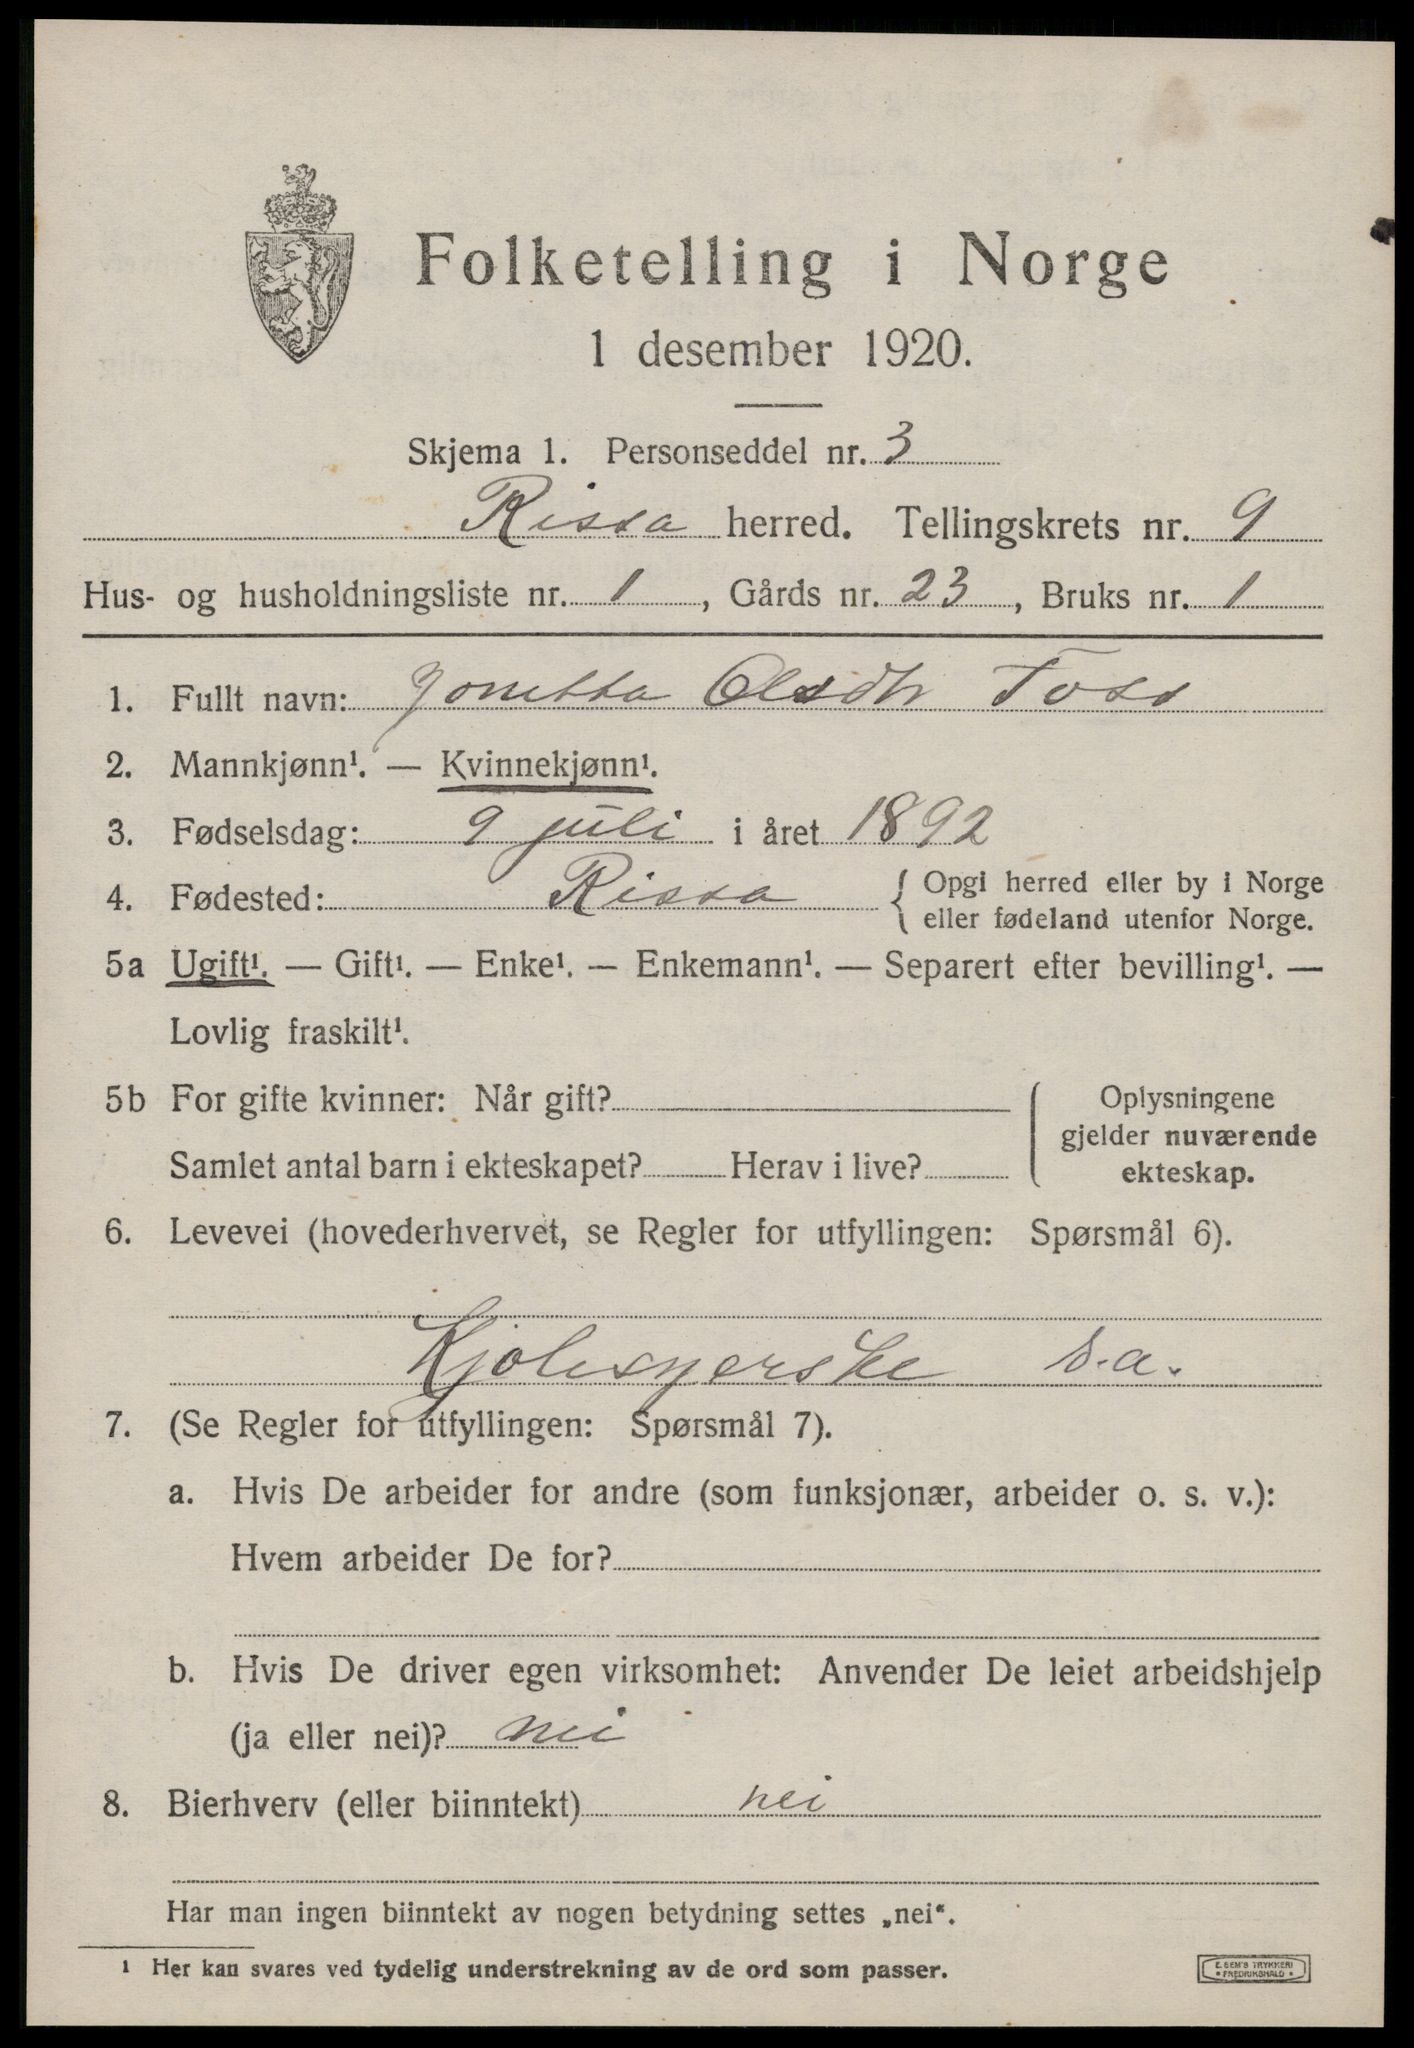 Folketelling i Norge
1 desember 1920.
Skjema 1. Personseddel nr. 3
Rissa herred. Tellingskrets nr. 9
Hus- og husholdningsliste nr. 1, Gårds nr. 23, Bruks nr. 1
1. Fullt navn: Jonetta Olsdtr Foss
2. Mannkjønn¹. — Kvinnekjønn¹.
3. Fødselsdag: 9 juli i året 1892
4. Fødested: Rissa { Opgi herred eller by i Norge
eller fødeland utenfor Norge.
5a Ugift¹. — Gift¹. — Enke¹. — Enkemann¹. — Separert efter bevilling¹. —
Lovlig fraskilt¹.
5b For gifte kvinner: Når gift?
Samlet antal barn i ekteskapet? Herav i live?
Oplysningene
gjelder nuværende
ekteskap.
6. Levevei (hovederhvervet, se Regler for utfyllingen: Spørsmål 6).
Kjolesyerske s.a.
7. (Se Regler for utfyllingen: Spørsmål 7).
a. Hvis De arbeider for andre (som funksjonær, arbeider o. s. v.):
Hvem arbeider De for?
b. Hvis De driver egen virksomhet: Anvender De leiet arbeidshjelp
(ja eller nei)? nei
8. Bierhverv (eller biinntekt) nei
Har man ingen biinntekt av nogen betydning settes „nei“.
¹ Her kan svares ved tydelig understrekning av de ord som passer.
E. SEM'S TRYKKERI
• FREDRIKSHALD •